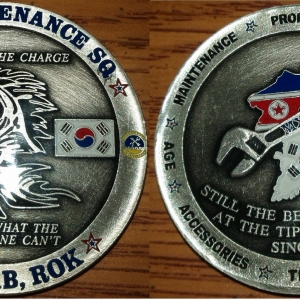 ENANCE SQ
HE CHARGE
WHAT THE
NE CAN'T
B, ROK
MAINTENANCE
PRO
AGE
ACCESSORIES
STILL THE BE
AT THE TIP
SINC
T